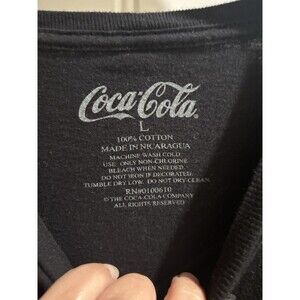 Coca-Cola
L
100% COTTON
MADE IN NICARAGUA
MACHINE WASH COLD
USE ONLY NON-CHLORINE
BLEACH WHEN NEEDED.
DO NOT IRON IF DECORATED.
TUMBLE DRY LOW. DO NOT DRY CLEAN.
RN#0100610
© THE COCA-COLA COMPANY
ALL RIGHTS RESERVED